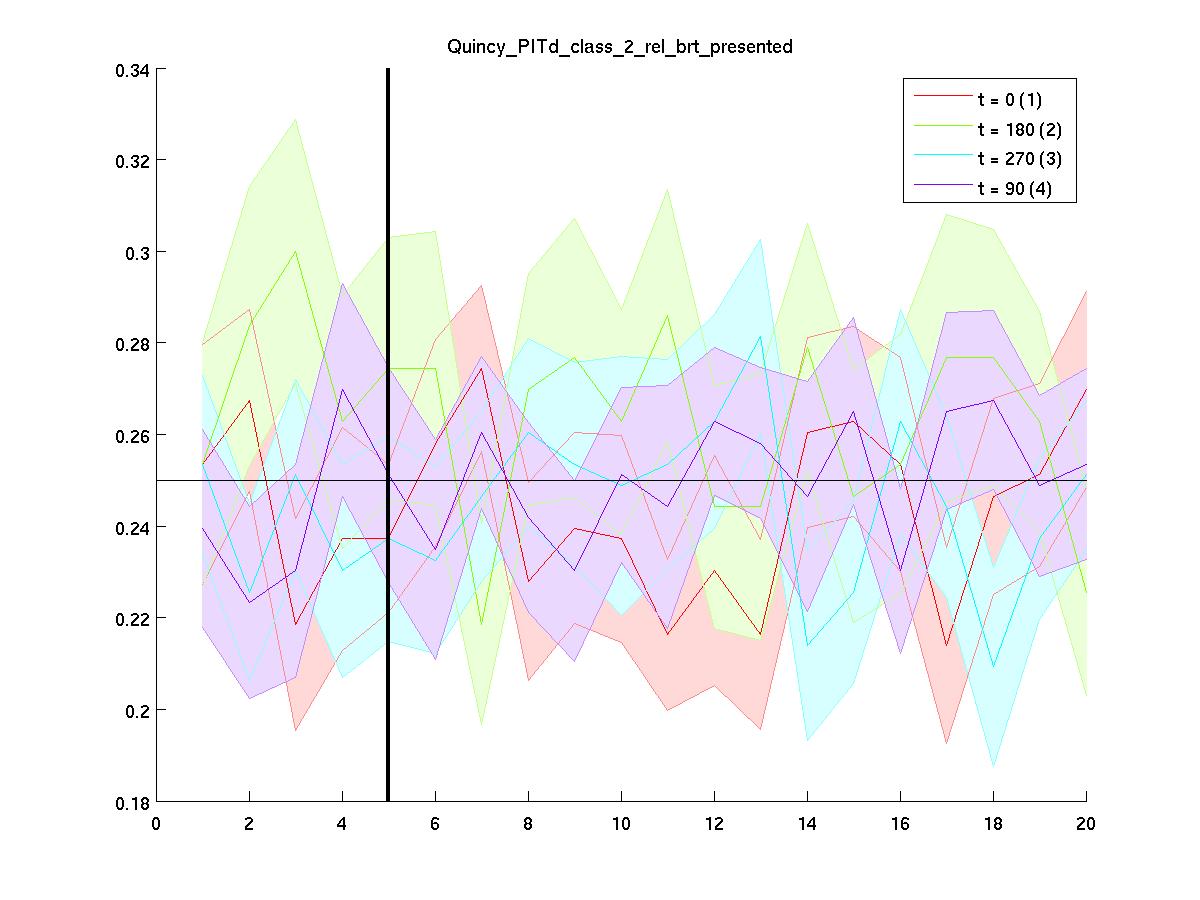 Quincy_PITd_class_2_rel_brt_presented
0.34
0.32
0.3
0.28
0.26
0.24
0.22
0.2
0.18
t = 0 (1)
t = 180 (2)
t = 270 (3)
t = 90 (4)
0 2 4 6 8 10 12 14 16 18 20